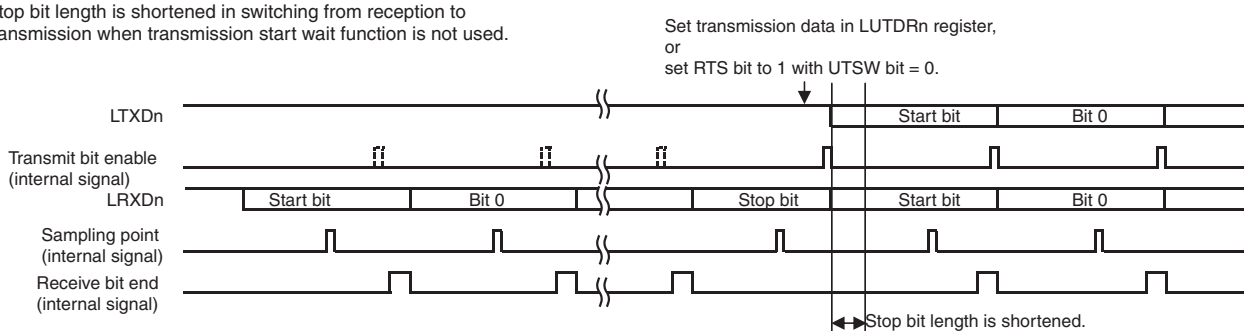 top bit length is shortened in switching from reception to
ansmission when transmission start wait function is not used.
Set transmission data in LUTDRn register,
or
set RTS bit to 1 with UTSW bit = 0.
LTXDn
Start bit
Bit 0
Transmit bit enable
(internal signal)
LRXDn
Start bit
Bit 0
Stop bit
Start bit
Bit 0
Sampling point
(internal signal)
Receive bit end
(internal signal)
Stop bit length is shortened.